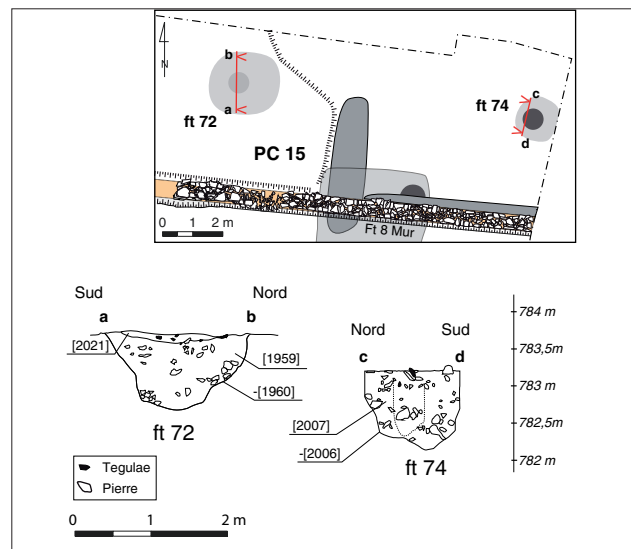 N
b
a
ft 72
PC 15
c
ft 74
d
Ft 8 Mur
0 1 2 m
Sud Nord
a b
[2021]
[1959]
-[1960]
ft 72
Nord Sud
c d
[2007]
-[2006]
ft 74
784 m
783,5m
783 m
782,5m
782 m
Tegulae
Pierre
0 1 2 m